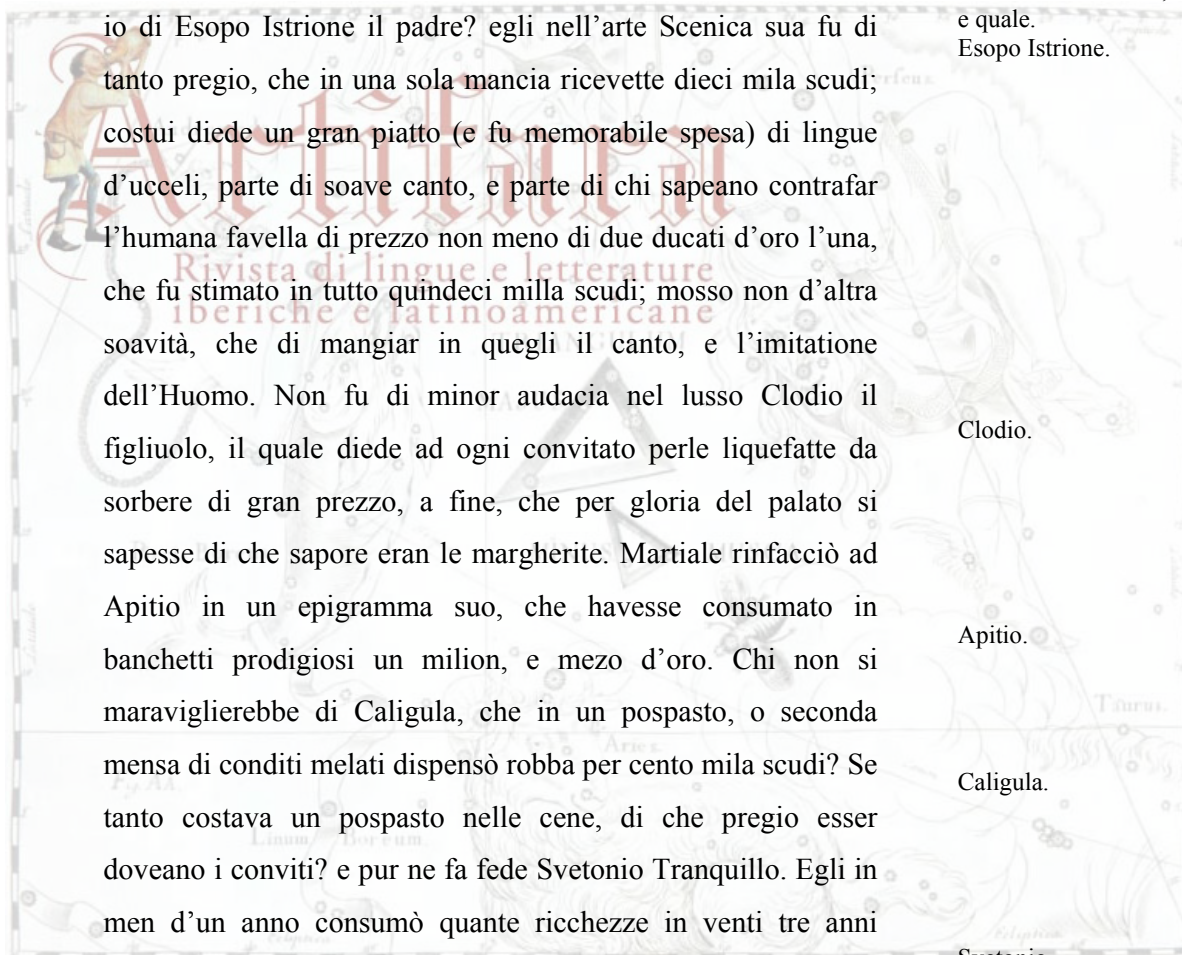 io di Esopo Istrione il padre? egli nell'arte Scenica sua fu di
tanto pregio, che in una sola mancia ricevette dieci mila scudi;
costui diede un gran piatto (e fu memorabile spesa) di lingue
d'ucceli, parte di soave canto, e parte di chi sapeano contrafar
l'humana favella di prezzo non meno di due ducati d'oro l'una,
che fu stimato in tutto quindeci milla scudi; mosso non d'altra
soavità, che di mangiar in quegli il canto, e l'imitatione
dell'Huomo. Non fu di minor audacia nel lusso Clodio il
figliuolo, il quale diede ad ogni convitato perle liquefatte da
sorbere di gran prezzo, a fine, che per gloria del palato si
sapesse di che sapore eran le margherite. Martiale rinfacciò ad
Apitio in un epigramma suo, che havesse consumato in
banchetti prodigiosi un milion, e mezo d'oro. Chi non si
maraviglierebbe di Caligula, che in un pospasto, o seconda
mensa di conditi melati dispensò robba per cento mila scudi? Se
tanto costava un pospasto nelle cene, di che pregio esser
doveano i conviti? e pur ne fa fede Svetonio Tranquillo. Egli in
men d'un anno consumò quante ricchezze in venti tre anni
e quale.
Esopo Istrione.
Clodio.
Apitio.
Caligula.
Artifara
Rivista di lingue e letterature
iberiche e latinoamericane
Perseus
Taurus.
Aries
Linum Boreum.